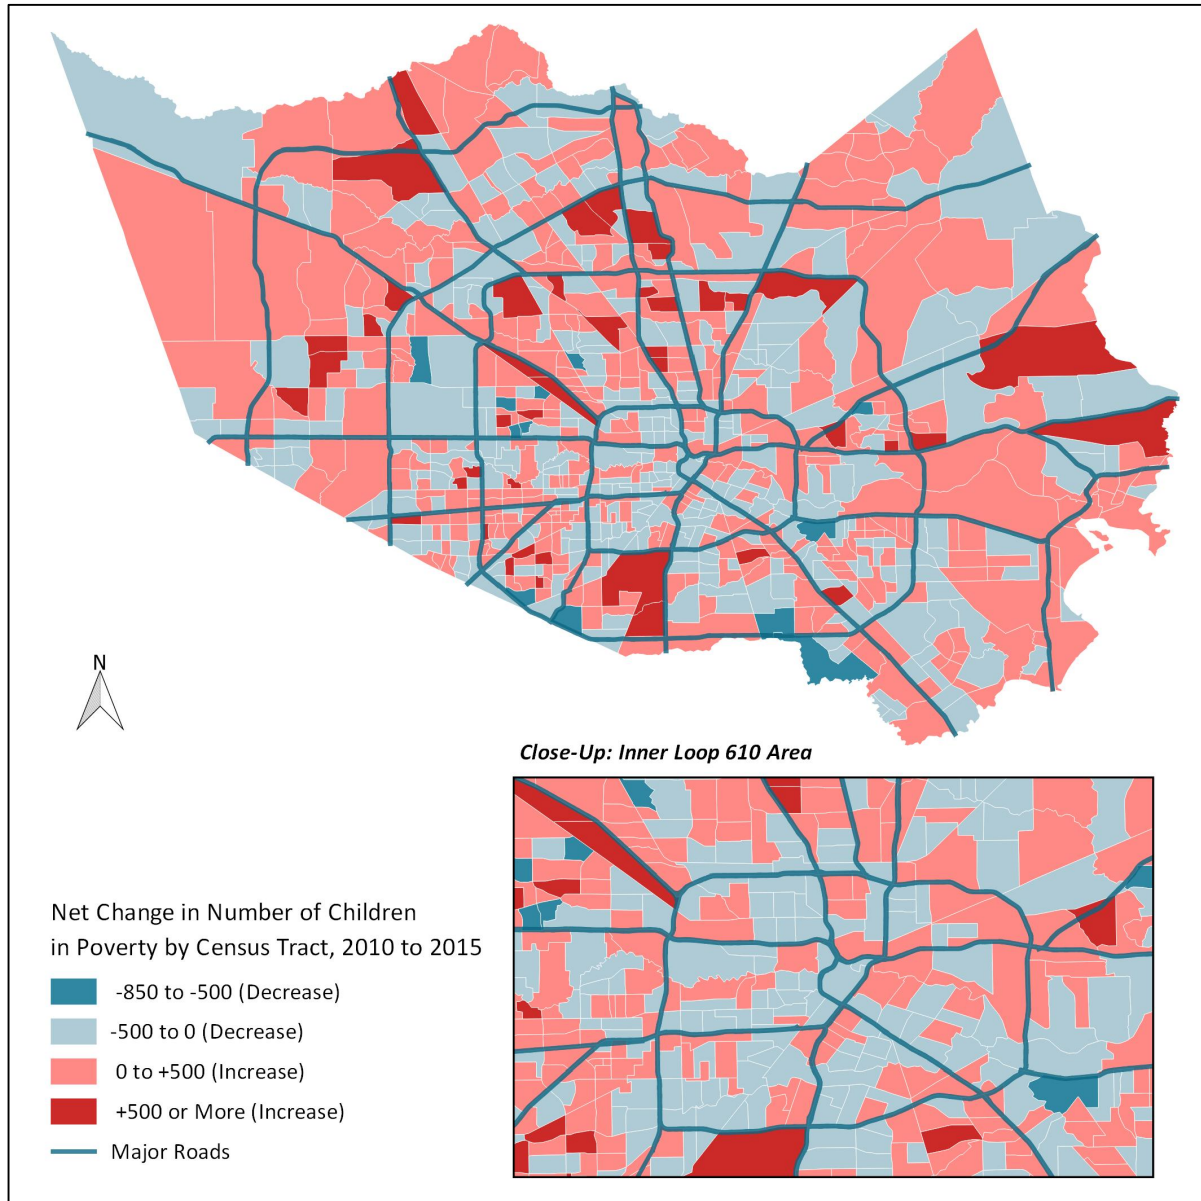 N
Close-Up: Inner Loop 610 Area
Net Change in Number of Children
in Poverty by Census Tract, 2010 to 2015
-850 to -500 (Decrease)
-500 to 0 (Decrease)
0 to +500 (Increase)
+500 or More (Increase)
Major Roads